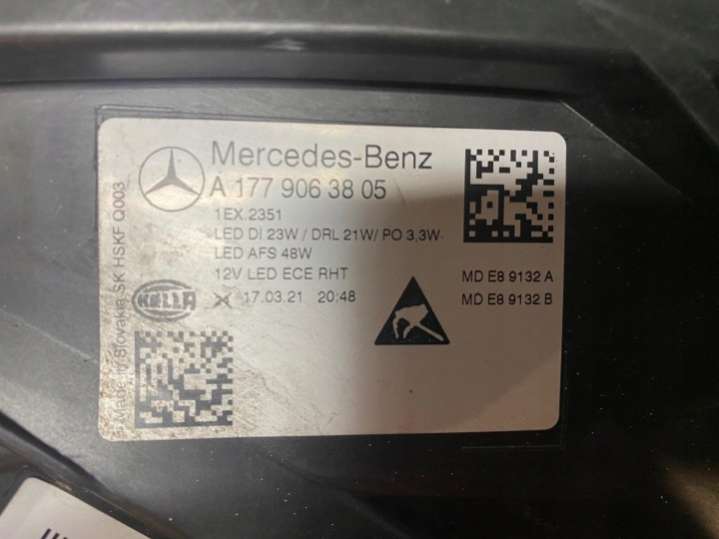 Mercedes-Benz
A 177 906 38 05
1EX.2351
LED DI 23W / DRL 21W/ PO 3,3W-
LED AFS 48W
12V LED ECE RHT
HELLA
17.03.21 20:48
MD E8 9132 A
MD E8 9132 B
Made in Slovakia SK HSKF Q003